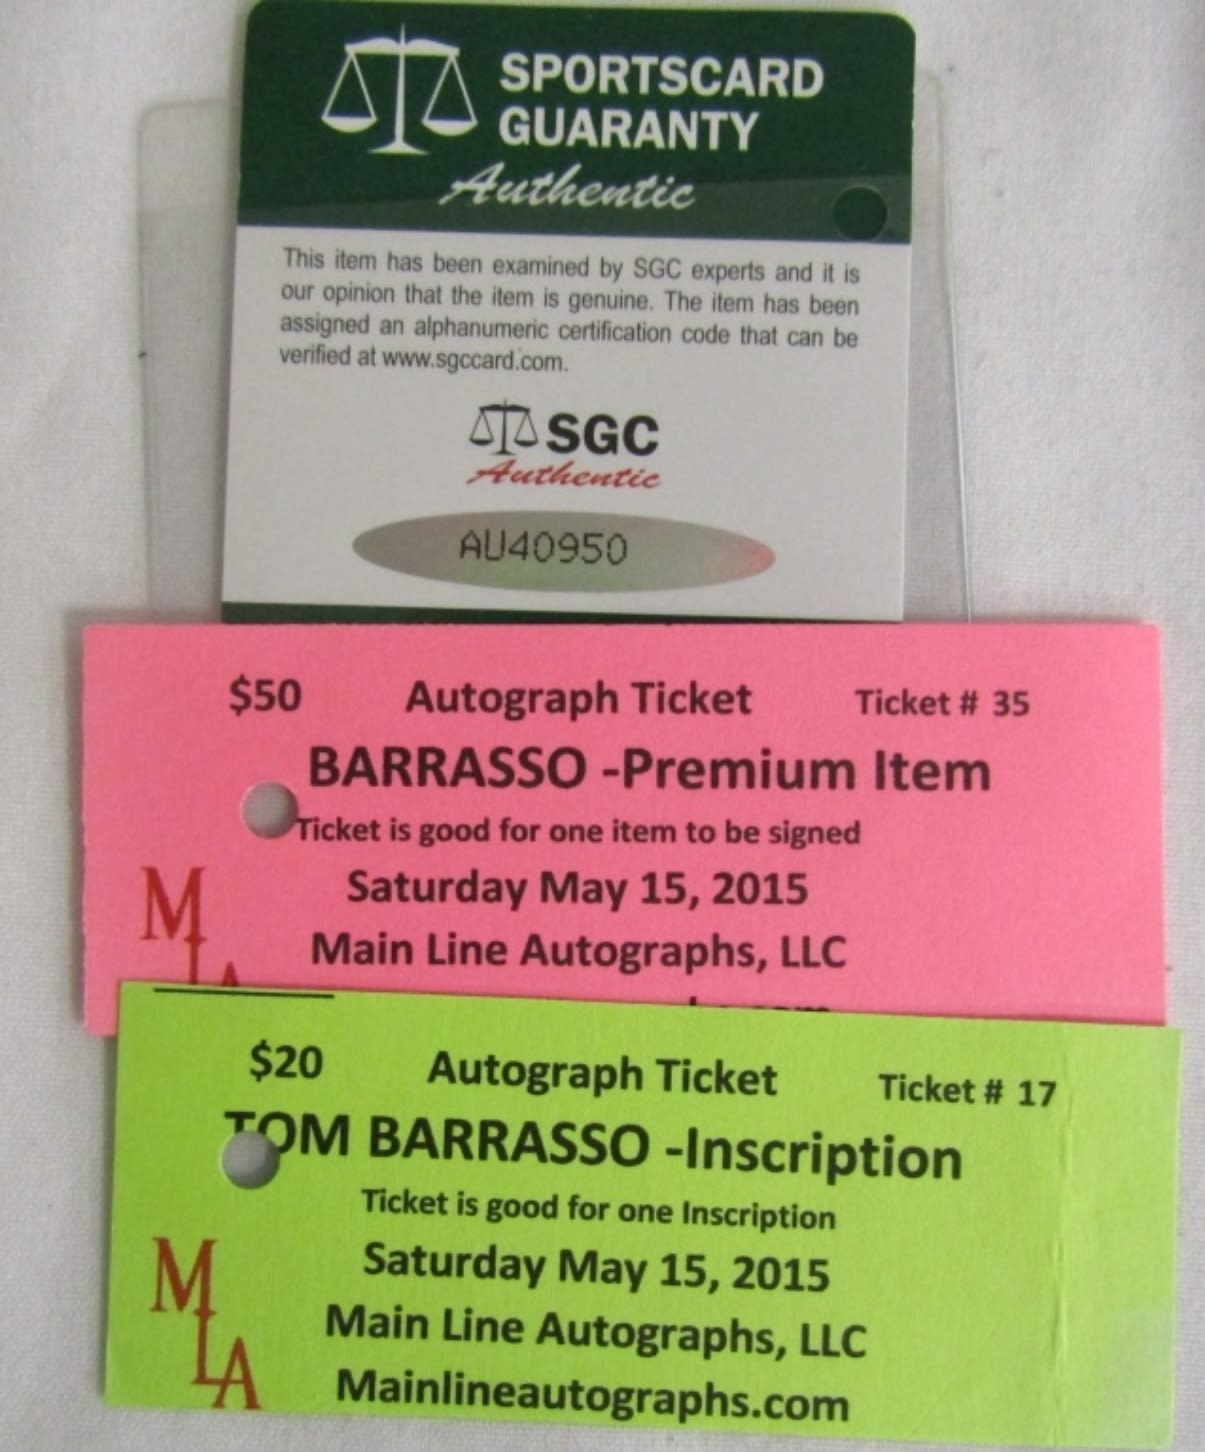 SPORTSCARD
GUARANTY
Authentic
This item has been examined by SGC experts and it is
our opinion that the item is genuine. The item has been
assigned an alphanumeric certification code that can be
verified at www.sgccard.com.
SGC
Authentic
AU40950
$50 Autograph Ticket Ticket # 35
BARRASSO -Premium Item
Ticket is good for one item to be signed
Saturday May 15, 2015
MLA
Main Line Autographs, LLC
$20 Autograph Ticket Ticket # 17
TOM BARRASSO -Inscription
Ticket is good for one Inscription
Saturday May 15, 2015
MLA
Main Line Autographs, LLC
Mainlineautographs.com